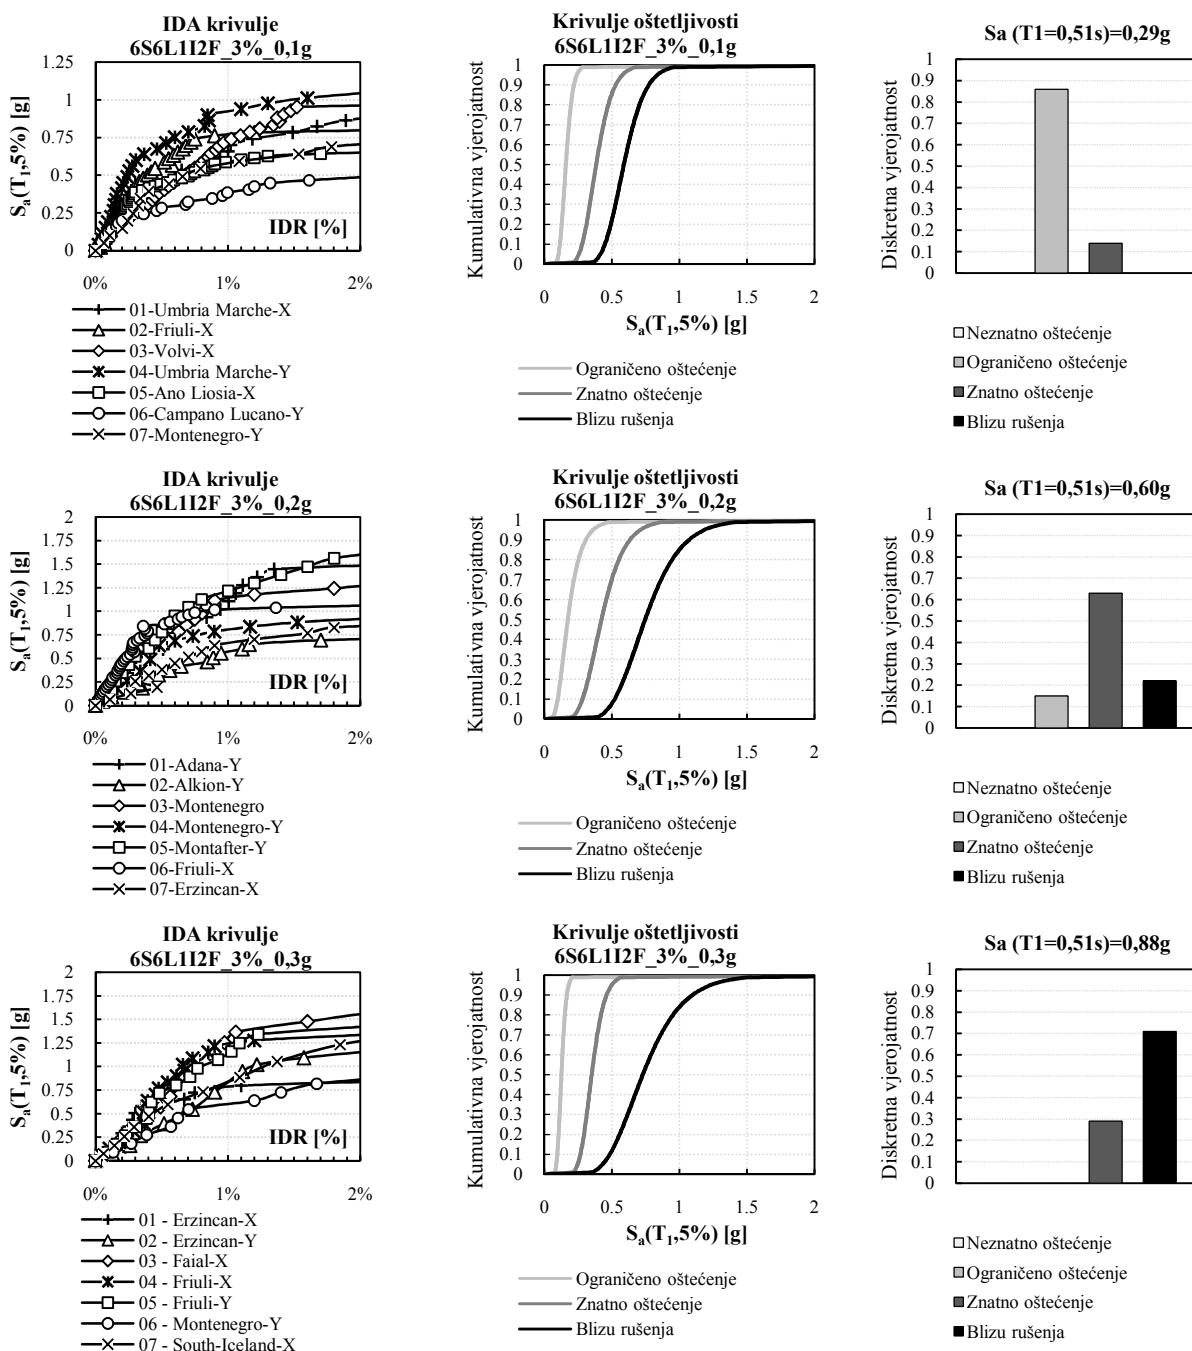 IDA krivulje
6S6L1I2F_3%_0,1g
1.25
1
0.75
0.5
0.25
0
Sa(T1,5%) [g]
IDR [%]
0% 1% 2%
01-Umbria Marche-X
02-Friuli-X
03-Volvi-X
04-Umbria Marche-Y
05-Ano Liosia-X
06-Campano Lucano-Y
07-Montenegro-Y
Krivulje oštetljivosti
6S6L1I2F_3%_0,1g
Kumulativna vjerojatnost
1
0.9
0.8
0.7
0.6
0.5
0.4
0.3
0.2
0.1
0
0 0.5 1 1.5 2
Sa(T1,5%) [g]
Ograničeno oštećenje
Znatno oštećenje
Blizu rušenja
Sa (T1=0,51s)=0,29g
Diskretna vjerojatnost
1
0.9
0.8
0.7
0.6
0.5
0.4
0.3
0.2
0.1
0
Neznatno oštećenje
Ograničeno oštećenje
Znatno oštećenje
Blizu rušenja
IDA krivulje
6S6L1I2F_3%_0,2g
2
1.75
1.5
1.25
1
0.75
0.5
0.25
0
Sa(T1,5%) [g]
IDR [%]
0% 1% 2%
01-Adana-Y
02-Alkion-Y
03-Montenegro
04-Montenegro-Y
05-Montafter-Y
06-Friuli-X
07-Erzincan-X
Krivulje oštetljivosti
6S6L1I2F_3%_0,2g
Kumulativna vjerojatnost
1
0.9
0.8
0.7
0.6
0.5
0.4
0.3
0.2
0.1
0
0 0.5 1 1.5 2
Sa(T1,5%) [g]
Ograničeno oštećenje
Znatno oštećenje
Blizu rušenja
Sa (T1=0,51s)=0,60g
Diskretna vjerojatnost
1
0.9
0.8
0.7
0.6
0.5
0.4
0.3
0.2
0.1
0
Neznatno oštećenje
Ograničeno oštećenje
Znatno oštećenje
Blizu rušenja
IDA krivulje
6S6L1I2F_3%_0,3g
2
1.75
1.5
1.25
1
0.75
0.5
0.25
0
Sa(T1,5%) [g]
IDR [%]
0% 1% 2%
01 - Erzincan-X
02 - Erzincan-Y
03 - Faial-X
04 - Friuli-X
05 - Friuli-Y
06 - Montenegro-Y
07 - South-Iceland-X
Krivulje oštetljivosti
6S6L1I2F_3%_0,3g
Kumulativna vjerojatnost
1
0.9
0.8
0.7
0.6
0.5
0.4
0.3
0.2
0.1
0
0 0.5 1 1.5 2
Sa(T1,5%) [g]
Ograničeno oštećenje
Znatno oštećenje
Blizu rušenja
Sa (T1=0,51s)=0,88g
Diskretna vjerojatnost
1
0.9
0.8
0.7
0.6
0.5
0.4
0.3
0.2
0.1
0
Neznatno oštećenje
Ograničeno oštećenje
Znatno oštećenje
Blizu rušenja